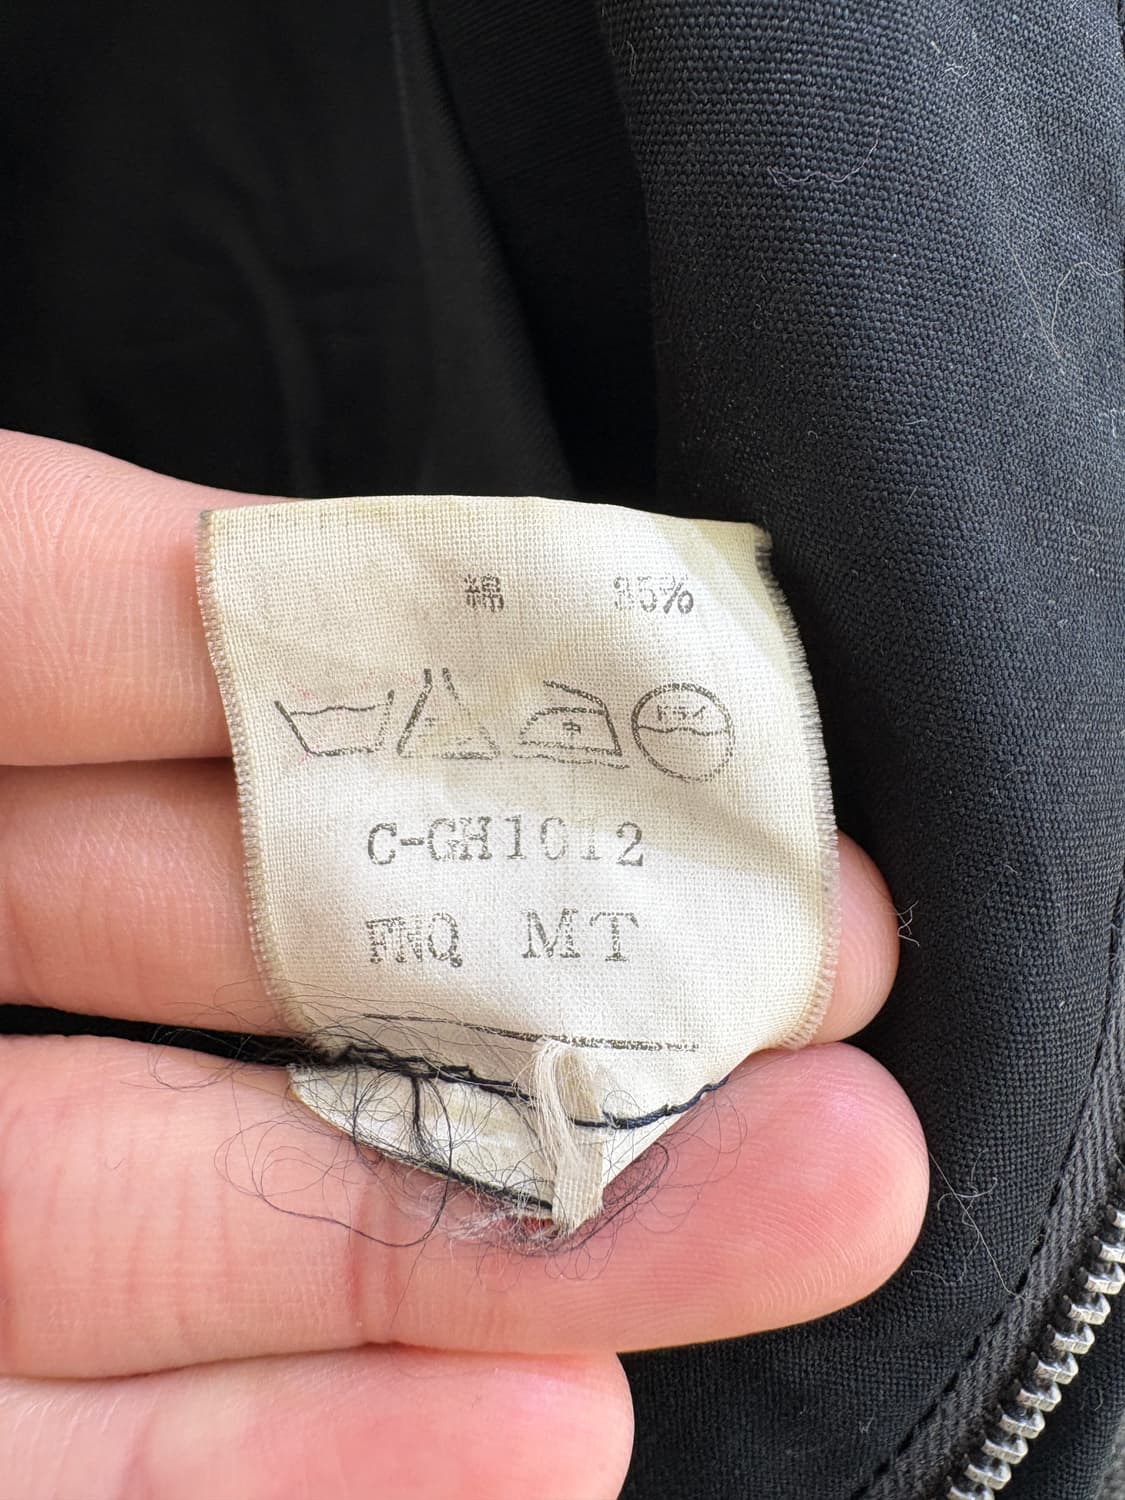 綿 35%
C-GH1012
FNQ MT